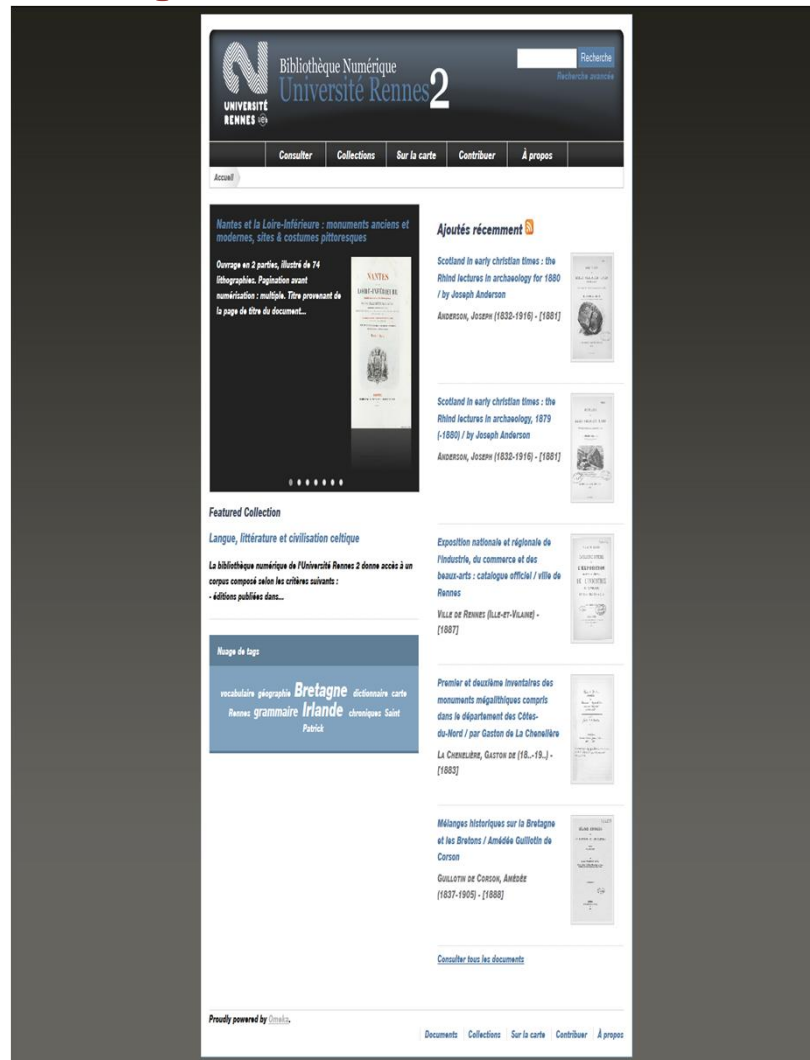 Bibliothèque Numérique
Université Rennes 2
UNIVERSITÉ
RENNES
Recherche
Recherche avancée
Consulter
Collections
Sur la carte
Contribuer
À propos
Accueil
Nantes et la Loire-Inférieure : monuments anciens et
modernes, sites & costumes pittoresques
Ouvrage en 2 parties, illustré de 74
lithographies. Pagination avant
numérisation : multiple. Titre provenant de
la page de titre du document...
NANTES
Featured Collection
Langue, littérature et civilisation celtique
La bibliothèque numérique de l'Université Rennes 2 donne accès à un
corpus composé selon les critères suivants :
- éditions publiées dans...
Nuage de tags
vocabulaire géographie Bretagne dictionnaire carte
Rennes grammaire Irlande chroniques Saint
Patrick
Ajoutés récemment
Scotland in early christian times : the
Rhind lectures in archaeology for 1880
/ by Joseph Anderson
Anderson, Joseph (1832-1916) - [1881]
Scotland in early christian times : the
Rhind lectures in archaeology, 1879
(-1880) / by Joseph Anderson
Anderson, Joseph (1832-1916) - [1881]
Exposition nationale et régionale de
l'industrie, du commerce et des
beaux-arts : catalogue officiel / ville de
Rennes
Ville de Rennes (Ille-et-Vilaine) -
[1887]
Premier et deuxième inventaires des
monuments mégalithiques compris
dans le département des Côtes-
du-Nord / par Gaston de La Chenelière
La Chenelière, Gaston de (18..-19..) -
[1883]
Mélanges historiques sur la Bretagne
et les Bretons / Amédée Guillotin de
Corson
Guillotin de Corson, Amédée
(1837-1905) - [1888]
Consulter tous les documents
Proudly powered by Omeka.
Documents
Collections
Sur la carte
Contribuer
À propos